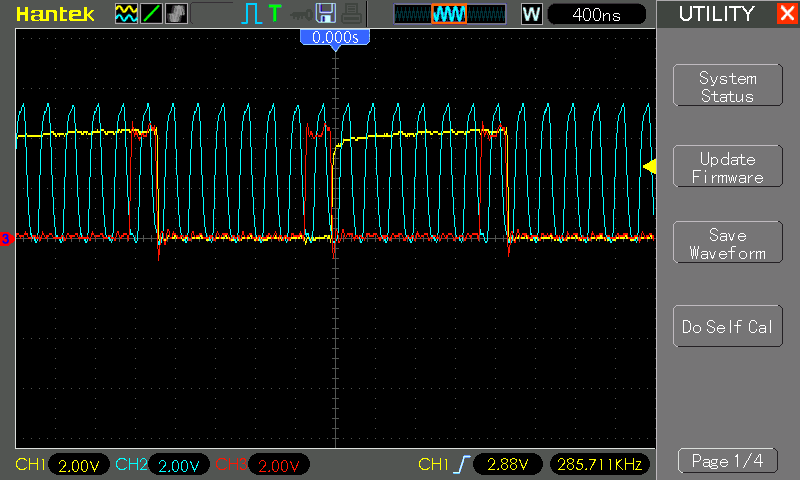 Hantek
T
W
400ns
UTILITY
0.000s
System
Status
Update
Firmware
Save
Waveform
3
Do Self Cal
CH1 2.00V CH2 2.00V CH3 2.00V CH1 2.88V 285.711KHz
Page 1/4